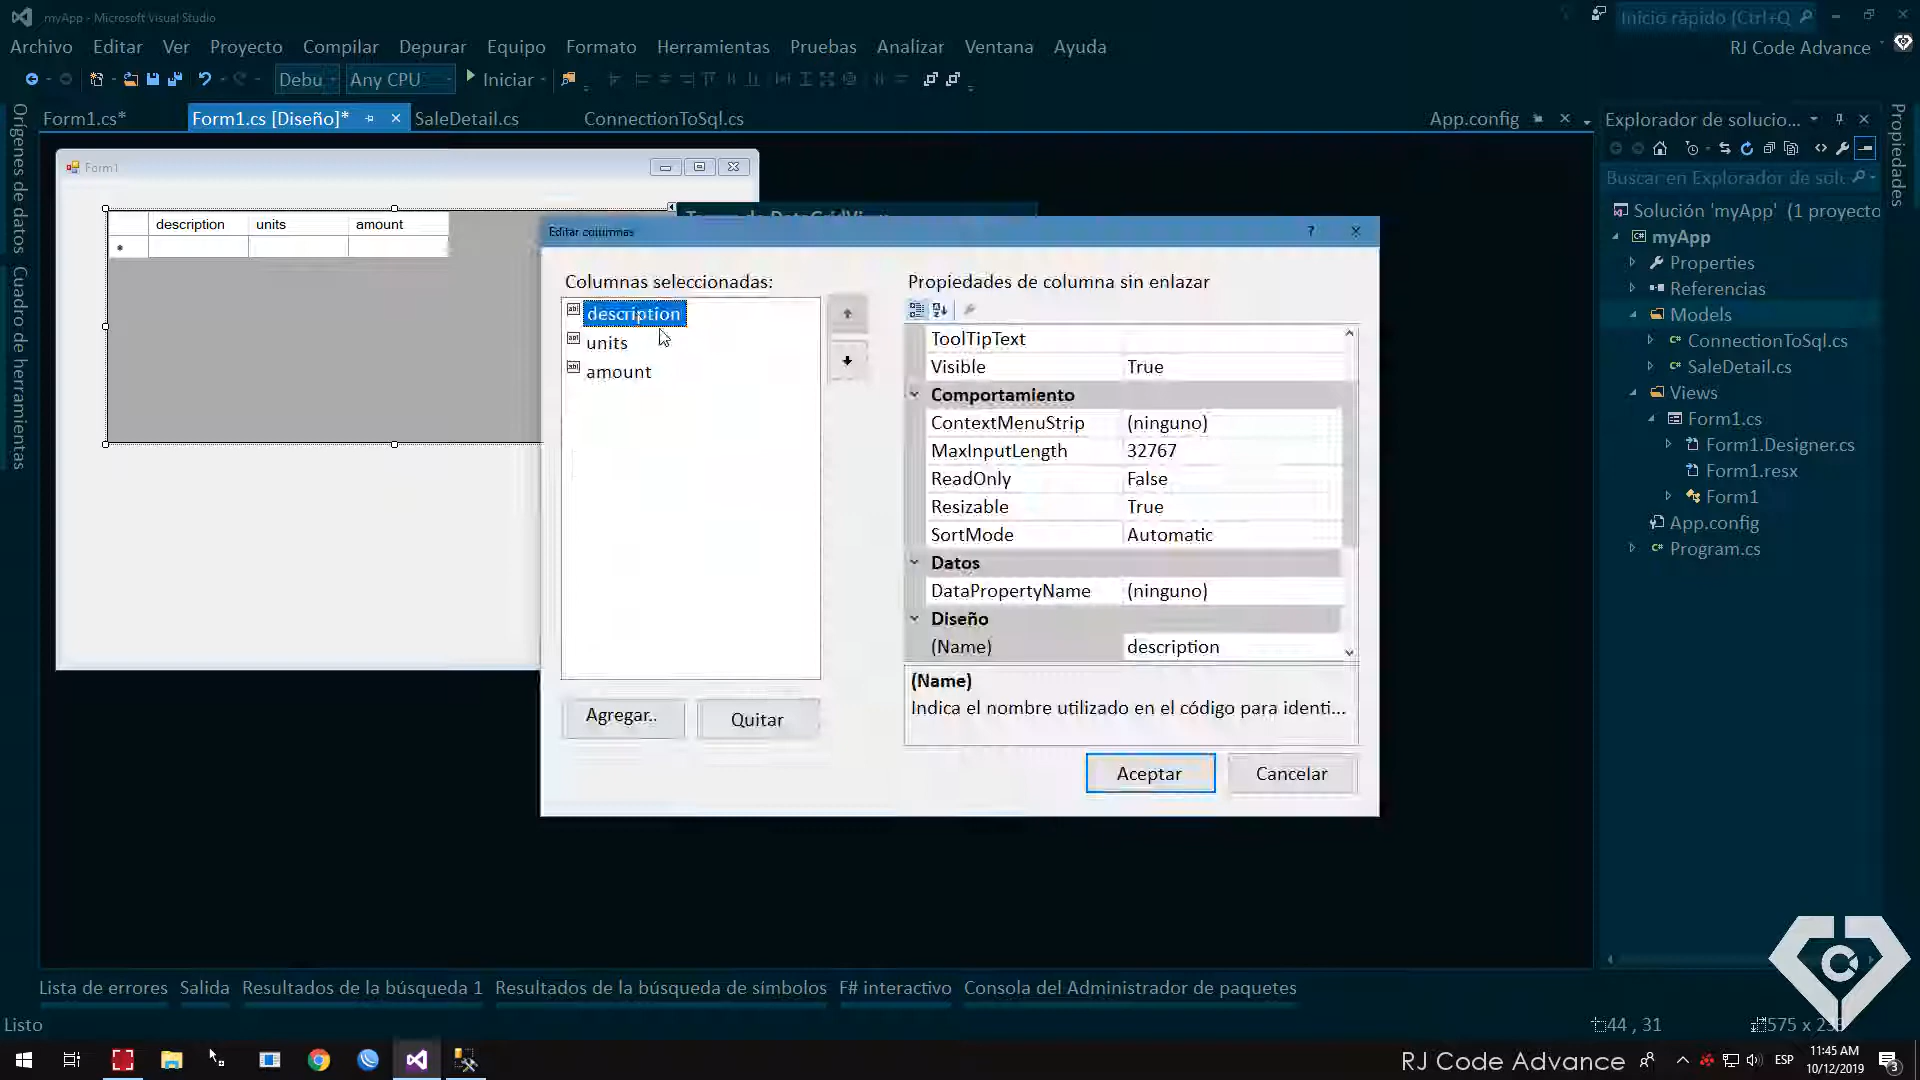 myApp - Microsoft Visual Studio
Inicio rápido (Ctrl+Q
Archivo Editar Ver Proyecto Compilar Depurar Equipo Formato Herramientas Pruebas Analizar Ventana Ayuda
RJ Code Advance
Debu Any CPU Iniciar
Form1.cs* Form1.cs [Diseño]* SaleDetail.cs ConnectionToSql.cs App.config
Orígenes de datos
Cuadro de herramientas
Form1
description units amount
*
Editar columnas
Columnas seleccionadas:
description
units
amount
Agregar..
Quitar
Propiedades de columna sin enlazar
ToolTipText
Visible True
Comportamiento
ContextMenuStrip (ninguno)
MaxInputLength 32767
ReadOnly False
Resizable True
SortMode Automatic
Datos
DataPropertyName (ninguno)
Diseño
(Name) description
(Name)
Indica el nombre utilizado en el código para identi...
Aceptar Cancelar
Explorador de solucio...
Propiedades
Buscar en Explorador de solu
Solución 'myApp' (1 proyecto
myApp
Properties
Referencias
Models
ConnectionToSql.cs
SaleDetail.cs
Views
Form1.cs
Form1.Designer.cs
Form1.resx
Form1
App.config
Program.cs
Lista de errores Salida Resultados de la búsqueda 1 Resultados de la búsqueda de símbolos F# interactivo Consola del Administrador de paquetes
Listo
44 , 31
RJ Code Advance
ESP
11:45 AM
10/12/2019
3